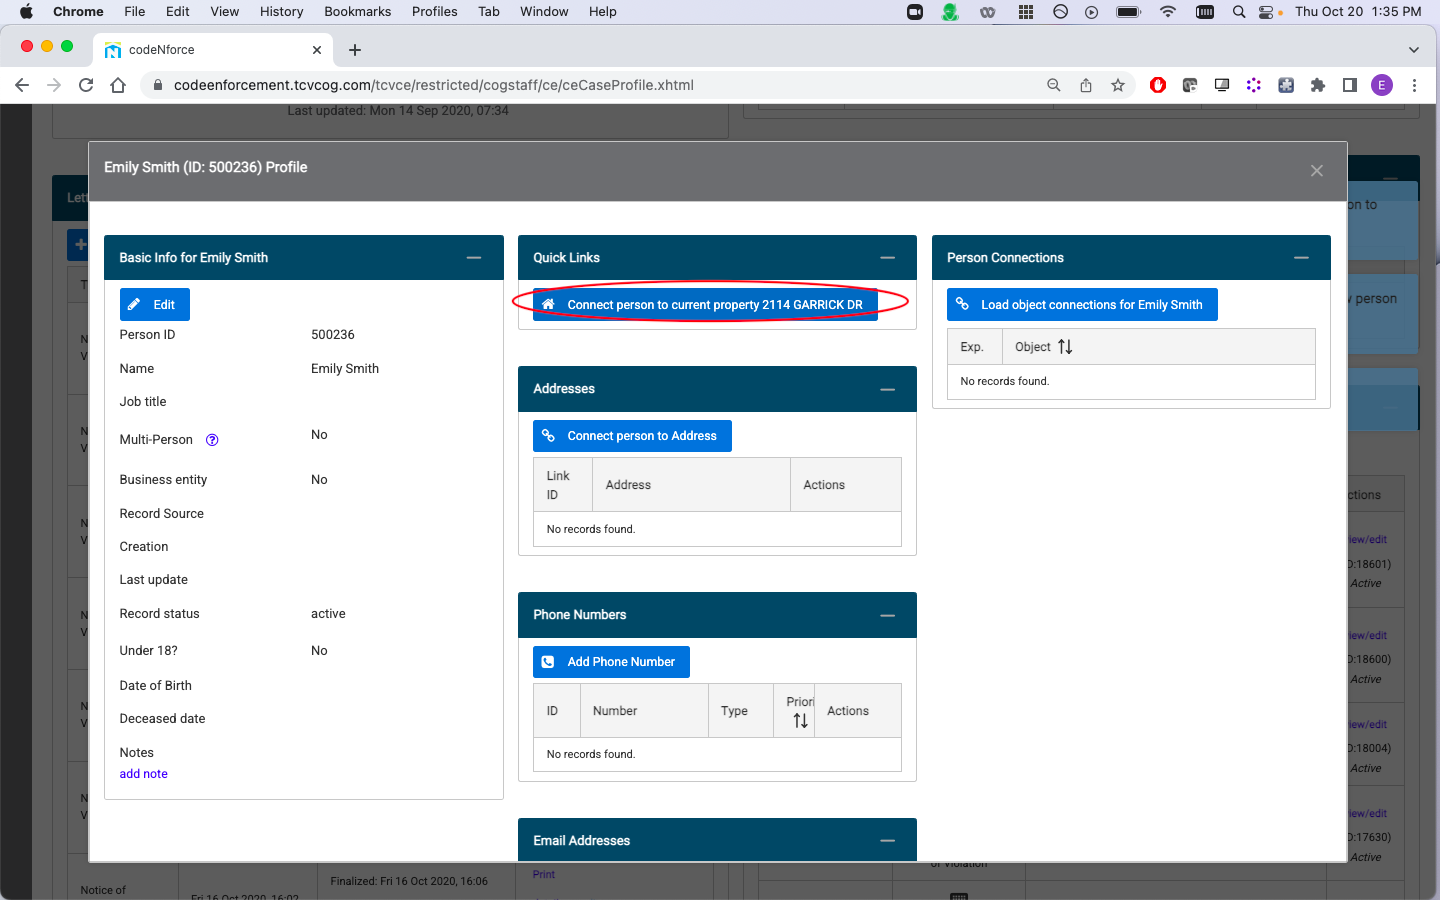 Chrome File Edit View History Bookmarks Profiles Tab Window Help Thu Oct 20 1:35 PM
codeNforce
codeenforcement.tcvcog.com/tcvce/restricted/cogstaff/ce/ceCaseProfile.xhtml
E
Last updated: Mon 14 Sep 2020, 07:34
Emily Smith (ID: 500236) Profile
Basic Info for Emily Smith
Edit
Person ID 500236
Name Emily Smith
Job title
Multi-Person No
Business entity No
Record Source
Creation
Last update
Record status active
Under 18? No
Date of Birth
Deceased date
Notes
add note
Quick Links
Connect person to current property 2114 GARRICK DR
Addresses
Connect person to Address
Link ID Address Actions
No records found.
Phone Numbers
Add Phone Number
ID Number Type Priori Actions
No records found.
Email Addresses
Person Connections
Load object connections for Emily Smith
Exp. Object
No records found.
on to
person
ctions
iew/edit
D:18601)
Active
iew/edit
D:18600)
Active
iew/edit
D:18004)
Active
iew/edit
D:17630)
Active
Notice of
Fri 16 Oct 2020, 16:02
Finalized: Fri 16 Oct 2020, 16:06
Print
of Violation